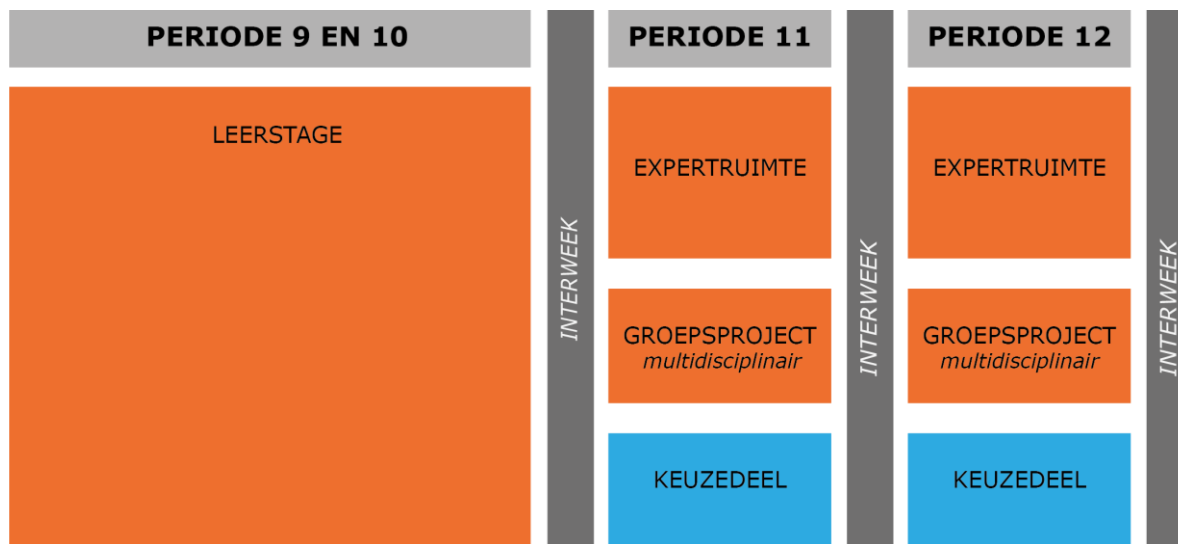 PERIODE 9 EN 10
LEERSTAGE
INTERWEEK
PERIODE 11
EXPERTRUIMTE
GROEPSPROJECT
multidisciplinair
KEUZEDEEL
INTERWEEK
PERIODE 12
EXPERTRUIMTE
GROEPSPROJECT
multidisciplinair
KEUZEDEEL
INTERWEEK